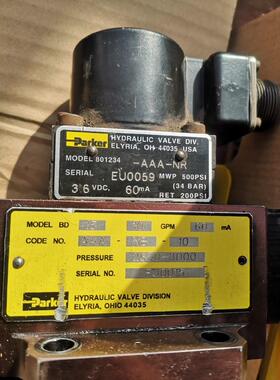 Parker
HYDRAULIC VALVE DIV.
ELYRIA, OH 44035 USA
MODEL 801234 -AAA-NR
SERIAL EU0059 MWP 500PSI
36 VDC. 60mA (34 BAR)
RET 200PSI
MODEL BD GPM mA
CODE NO. 10
PRESSURE 3000
SERIAL NO.
Parker
HYDRAULIC VALVE DIVISION
ELYRIA, OHIO 44035